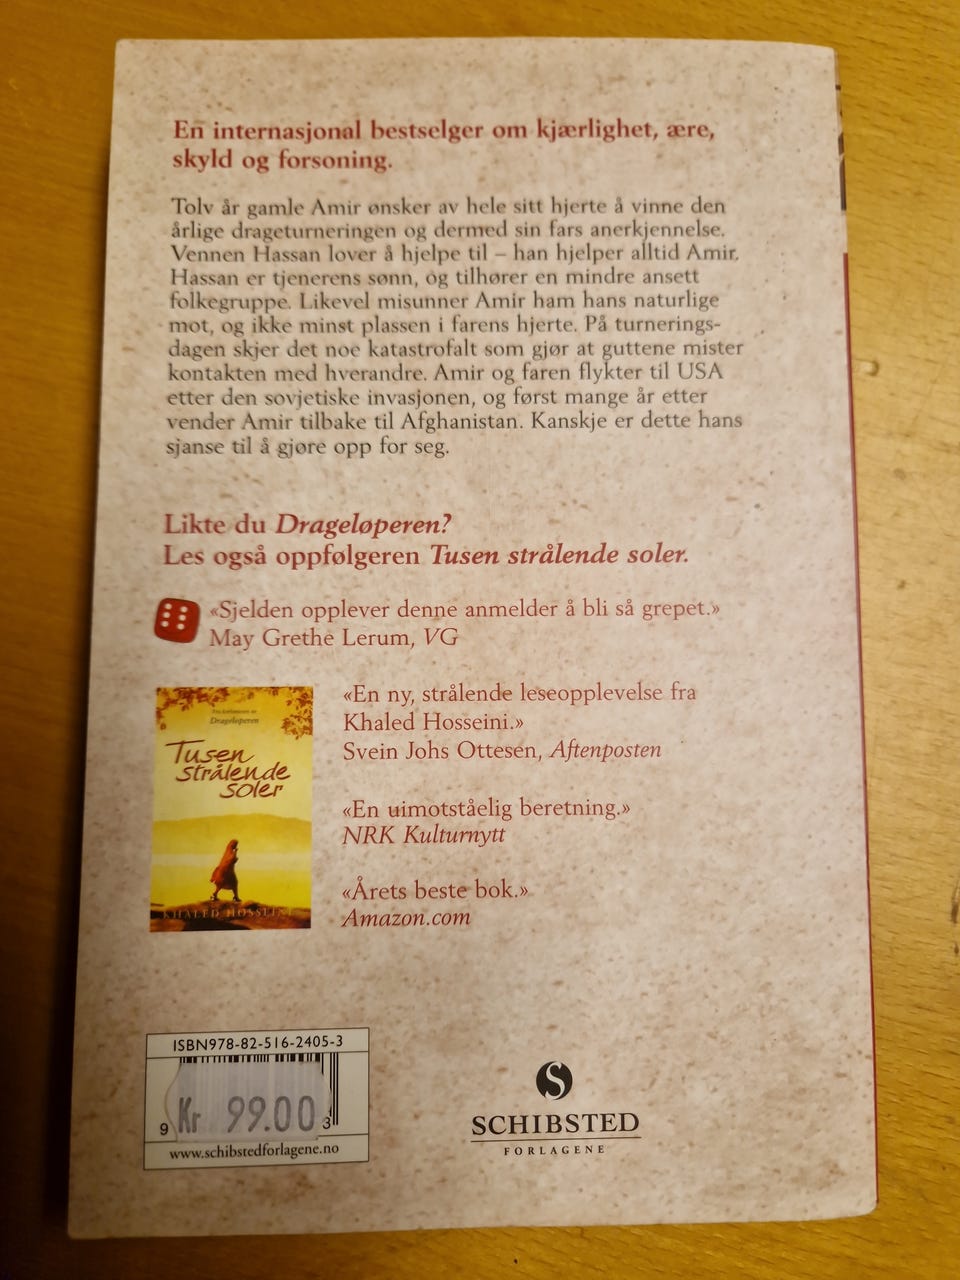 En internasjonal bestselger om kjærlighet, ære,
skyld og forsoning.
Tolv år gamle Amir ønsker av hele sitt hjerte å vinne den
årlige drageturneringen og dermed sin fars anerkjennelse.
Vennen Hassan lover å hjelpe til – han hjelper alltid Amir.
Hassan er tjenerens sønn, og tilhører en mindre ansett
folkegruppe. Likevel misunner Amir ham hans naturlige
mot, og ikke minst plassen i farens hjerte. På turnerings-
dagen skjer det noe katastrofalt som gjør at guttene mister
kontakten med hverandre. Amir og faren flykter til USA
etter den sovjetiske invasjonen, og først mange år etter
vender Amir tilbake til Afghanistan. Kanskje er dette hans
sjanse til å gjøre opp for seg.
Likte du Drageløperen?
Les også oppfølgeren Tusen strålende soler.
«Sjelden opplever denne anmelder å bli så grepet.»
May Grethe Lerum, VG
Fra forfatteren av
Drageløperen
Tusen
strålende
soler
KHALED HOSSEINI
«En ny, strålende leseopplevelse fra
Khaled Hosseini.»
Svein Johs Ottesen, Aftenposten
«En uimotståelig beretning.»
NRK Kulturnytt
«Årets beste bok.»
Amazon.com
ISBN978-82-516-2405-3
9 Kr 99.00 3
www.schibstedforlagene.no
S
SCHIBSTED
FORLAGENE